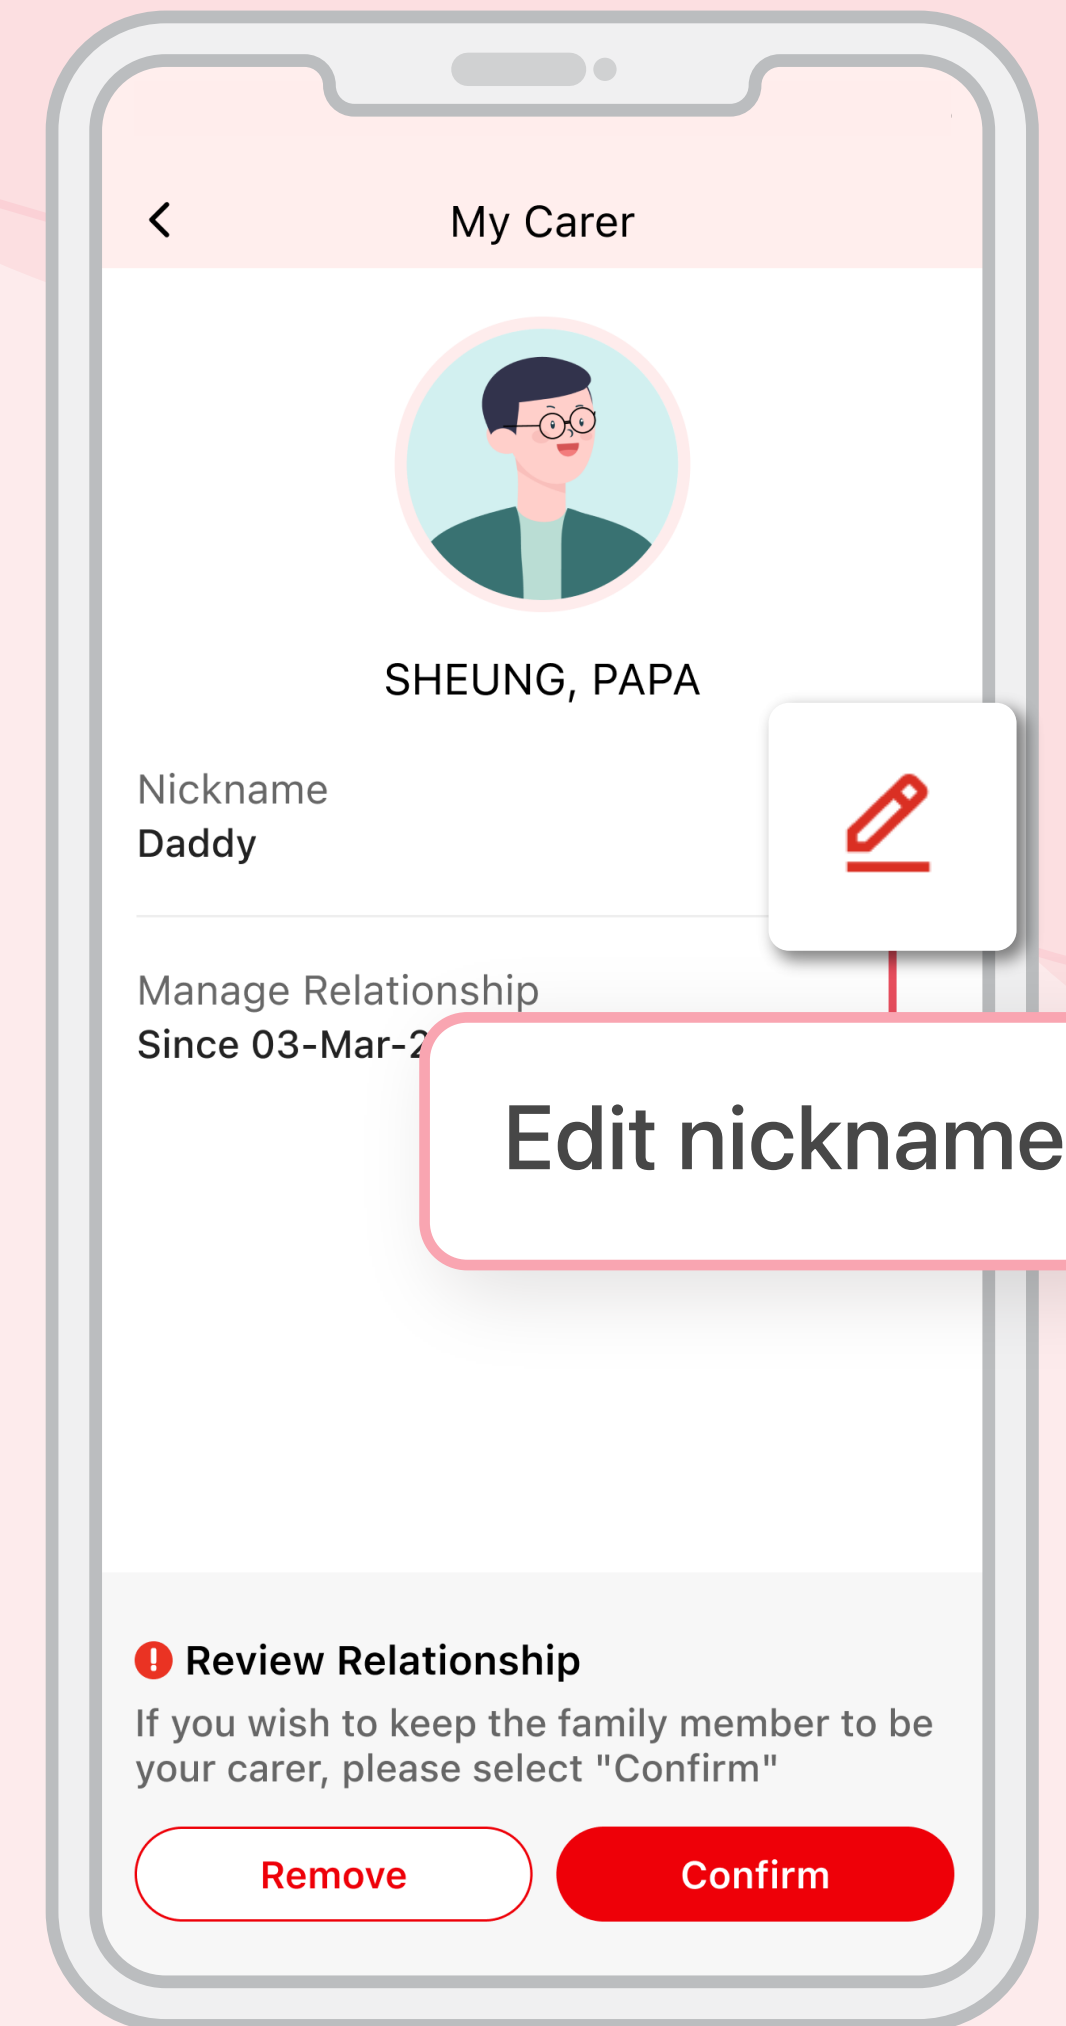 My Carer
SHEUNG, PAPA
Nickname
Daddy
Manage Relationship
Since 03-Mar-
Edit nickname
Review Relationship
If you wish to keep the family member to be
your carer, please select "Confirm"
Remove
Confirm